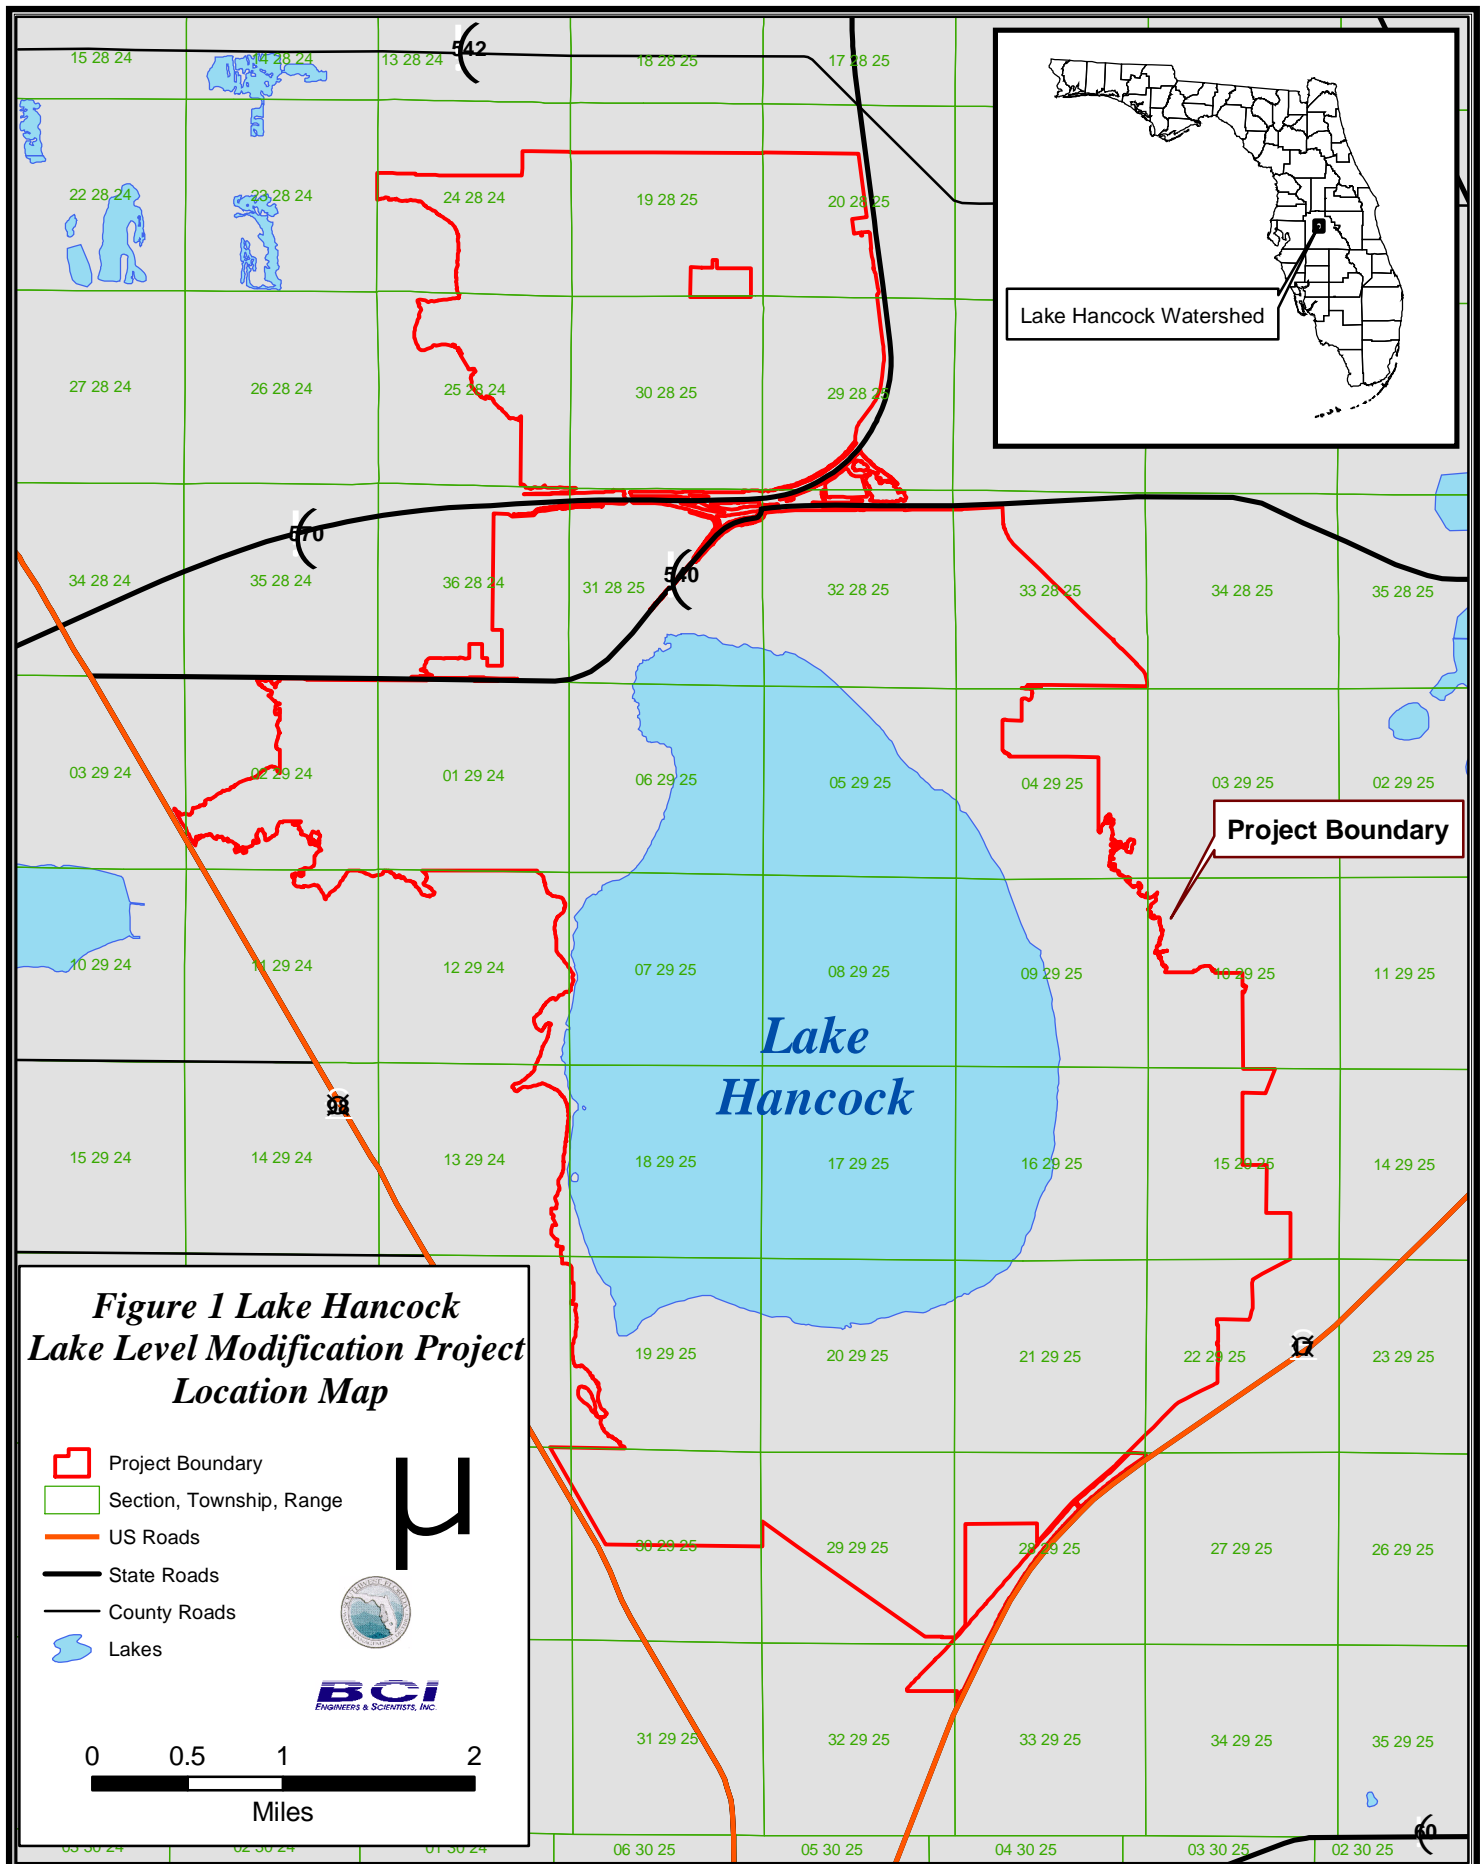 542
15 28 24
14 28 24
13 28 24
18 28 25
17 28 25
22 28 24
23 28 24
24 28 24
19 28 25
20 28 25
Lake Hancock Watershed
27 28 24
26 28 24
25 28 24
30 28 25
29 28 25
570
540
34 28 24
35 28 24
36 28 24
31 28 25
32 28 25
33 28 25
34 28 25
35 28 25
03 29 24
02 29 24
01 29 24
06 29 25
05 29 25
04 29 25
03 29 25
02 29 25
Project Boundary
10 29 24
11 29 24
12 29 24
07 29 25
08 29 25
09 29 25
10 29 25
11 29 25
Lake
Hancock
98
15 29 24
14 29 24
13 29 24
18 29 25
17 29 25
16 29 25
15 29 25
14 29 25
Figure 1 Lake Hancock
Lake Level Modification Project
Location Map
19 29 25
20 29 25
21 29 25
22 29 25
17
23 29 25
Project Boundary
Section, Township, Range
US Roads
State Roads
County Roads
Lakes
µ
BCI
ENGINEERS & SCIENTISTS, INC.
30 29 25
29 29 25
28 29 25
27 29 25
26 29 25
31 29 25
32 29 25
33 29 25
34 29 25
35 29 25
0 0.5 1 2
Miles
60
03 30 24
02 30 24
01 30 24
06 30 25
05 30 25
04 30 25
03 30 25
02 30 25